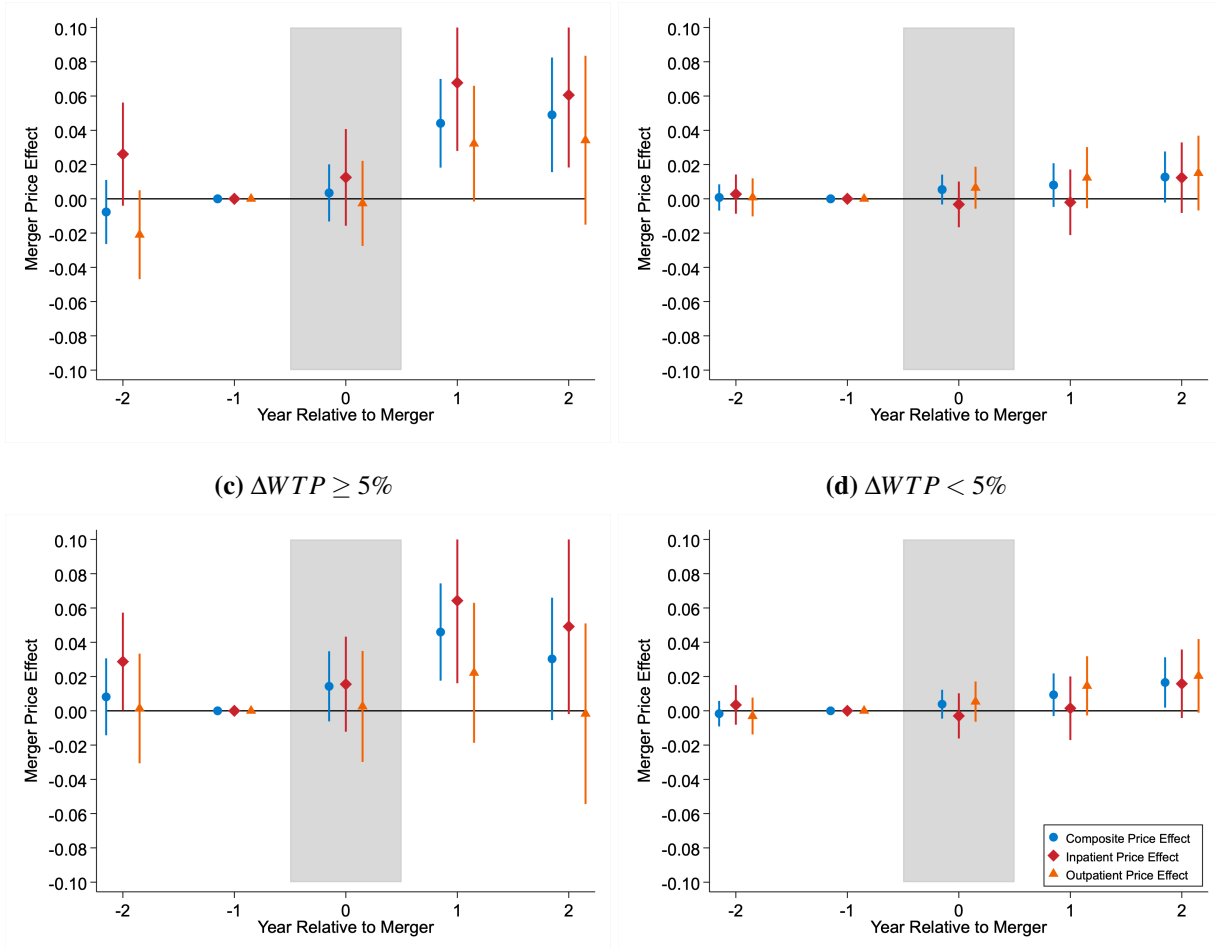 0.10
0.08
0.06
0.04
0.02
0.00
-0.02
-0.04
-0.06
-0.08
-0.10
Merger Price Effect
-2 -1 0 1 2
Year Relative to Merger
0.10
0.08
0.06
0.04
0.02
0.00
-0.02
-0.04
-0.06
-0.08
-0.10
Merger Price Effect
-2 -1 0 1 2
Year Relative to Merger
(c) ΔWTP ≥ 5%
0.10
0.08
0.06
0.04
0.02
0.00
-0.02
-0.04
-0.06
-0.08
-0.10
Merger Price Effect
-2 -1 0 1 2
Year Relative to Merger
(d) ΔWTP < 5%
0.10
0.08
0.06
0.04
0.02
0.00
-0.02
-0.04
-0.06
-0.08
-0.10
Merger Price Effect
Composite Price Effect
Inpatient Price Effect
Outpatient Price Effect
-2 -1 0 1 2
Year Relative to Merger